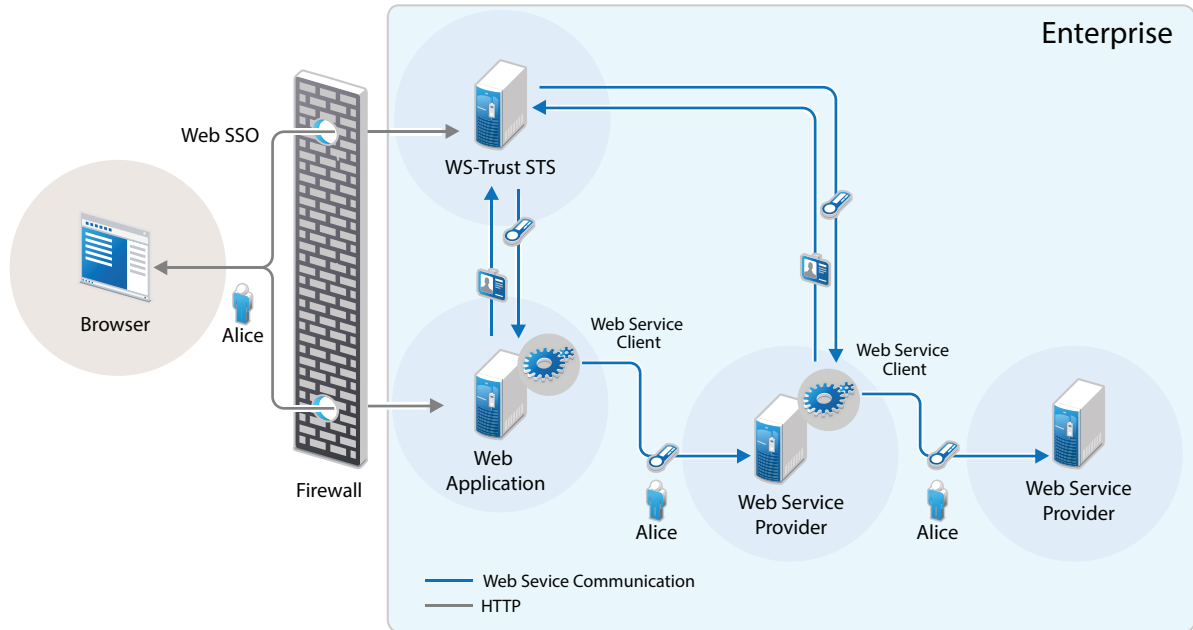 Enterprise
Web SSO
WS-Trust STS
Browser
Alice
Web Service
Client
Web Service
Client
Web
Application
Firewall
Web Service
Provider
Web Service
Provider
Alice
Alice
Web Sevice Communication
HTTP